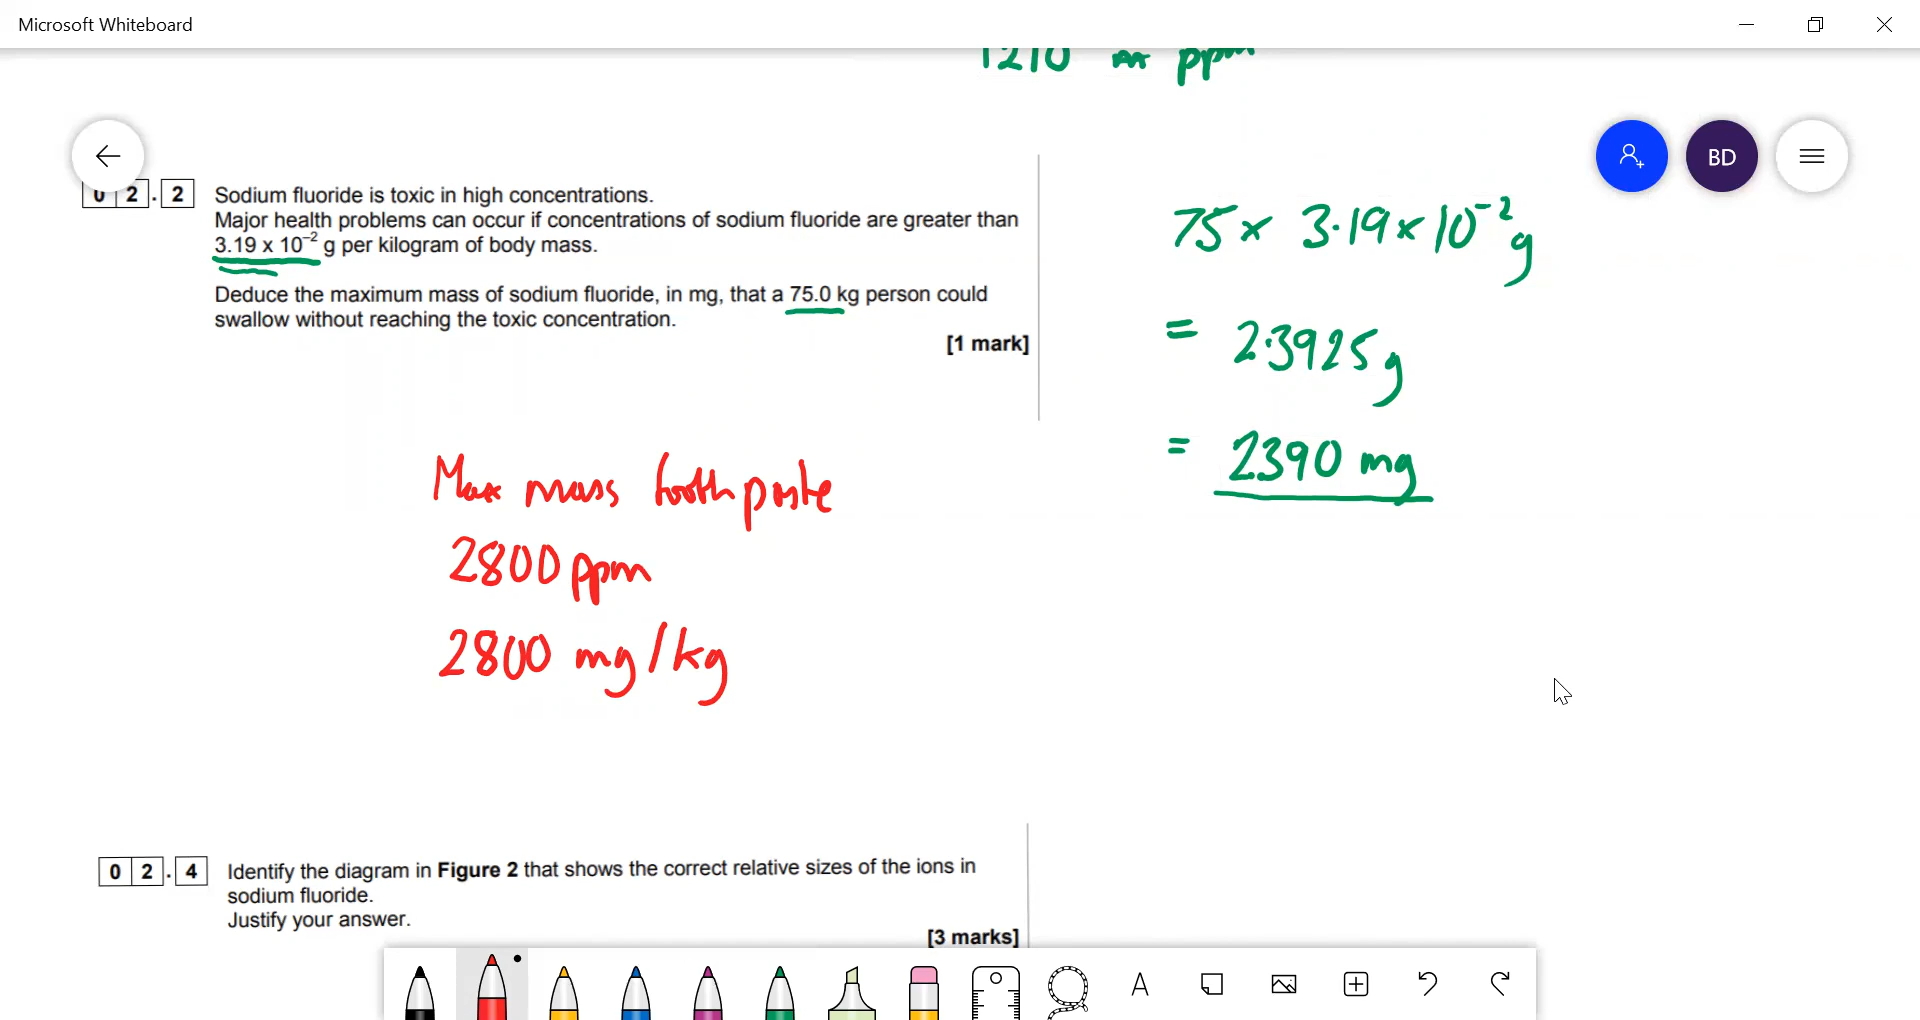 Microsoft Whiteboard
1210 ppm
BD
02.2 Sodium fluoride is toxic in high concentrations.
Major health problems can occur if concentrations of sodium fluoride are greater than
3.19 x 10⁻² g per kilogram of body mass.
Deduce the maximum mass of sodium fluoride, in mg, that a 75.0 kg person could
swallow without reaching the toxic concentration.
[1 mark]
75 x 3.19 x 10⁻² g
= 2.3925 g
= 2390 mg
Max mass toothpaste
2800 ppm
2800 mg/kg
02.4 Identify the diagram in Figure 2 that shows the correct relative sizes of the ions in
sodium fluoride.
Justify your answer.
[3 marks]
A